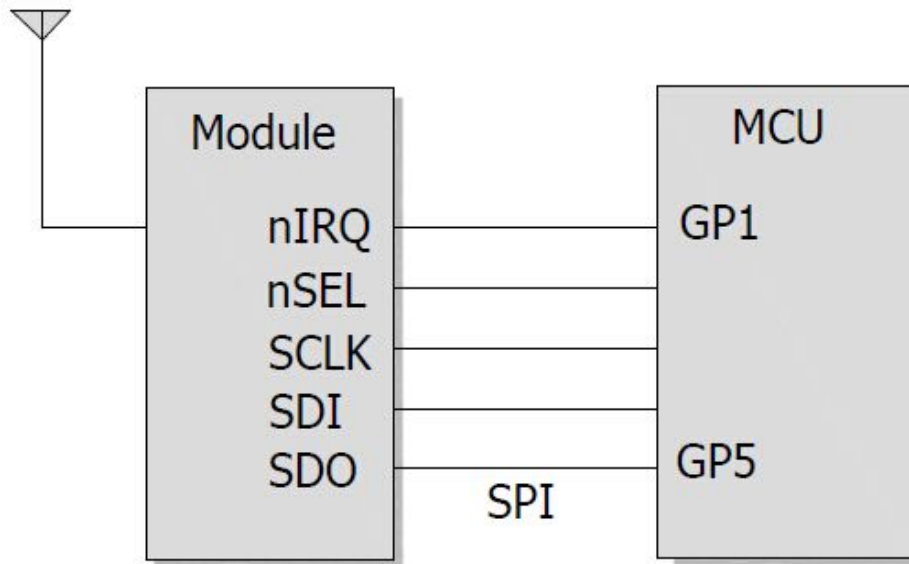 Module
nIRQ
nSEL
SCLK
SDI
SDO
SPI
MCU
GP1
GP5